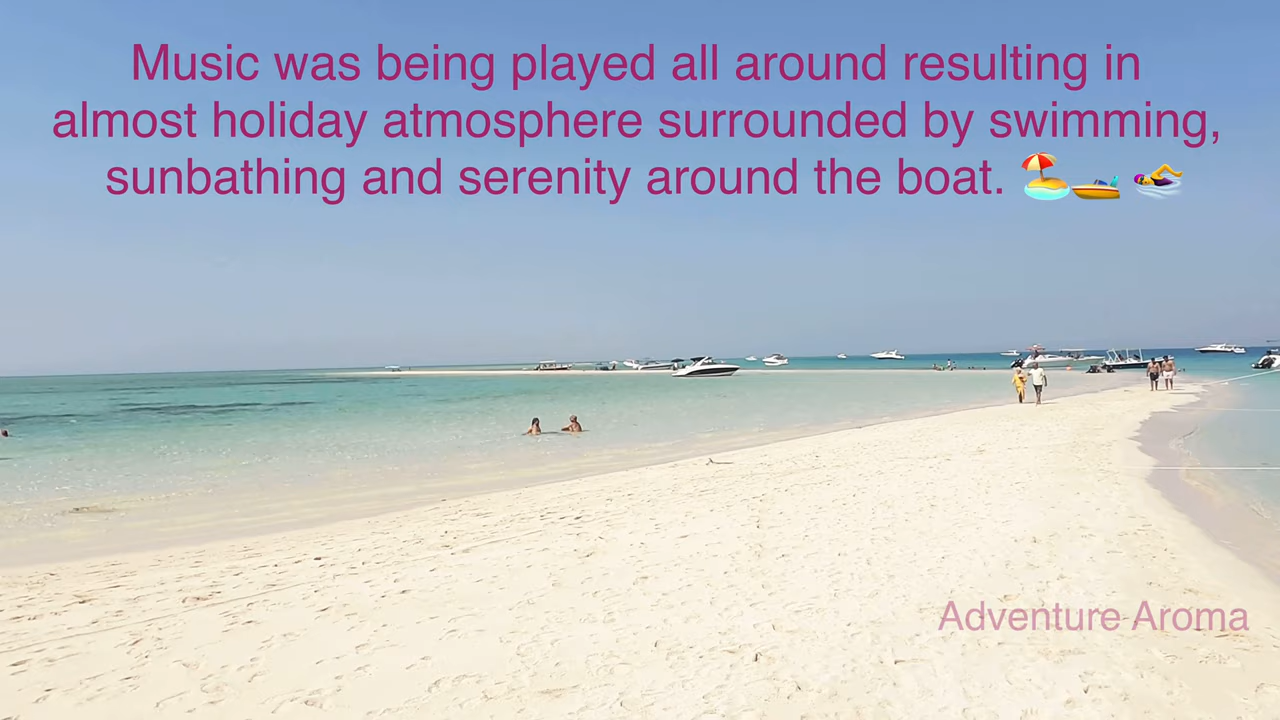 Music was being played all around resulting in
almost holiday atmosphere surrounded by swimming,
sunbathing and serenity around the boat. 🏖️🚤 🏊‍♀️
Adventure Aroma